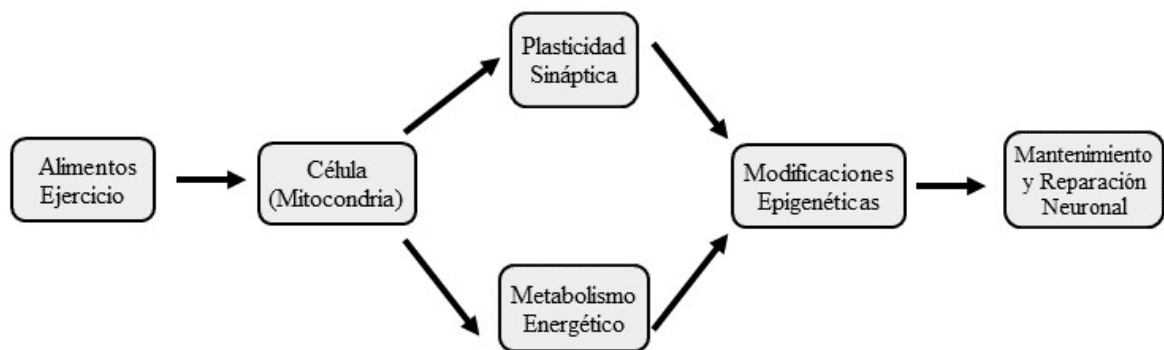 Alimentos
Ejercicio
Célula
(Mitocondria)
Plasticidad
Sináptica
Metabolismo
Energético
Modificaciones
Epigenéticas
Mantenimiento
y Reparación
Neuronal